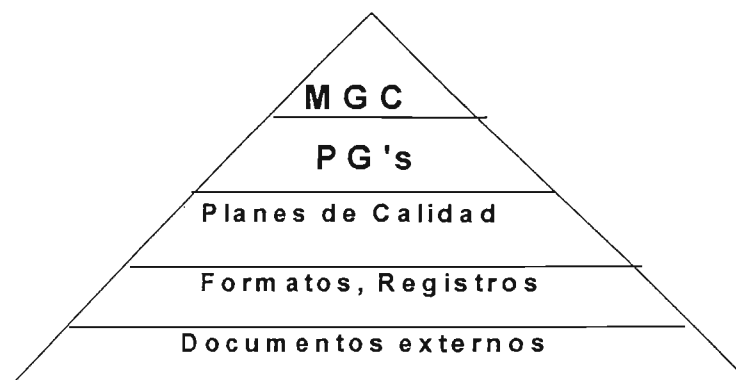 MGC
PG's
Planes de Calidad
Formatos, Registros
Documentos externos